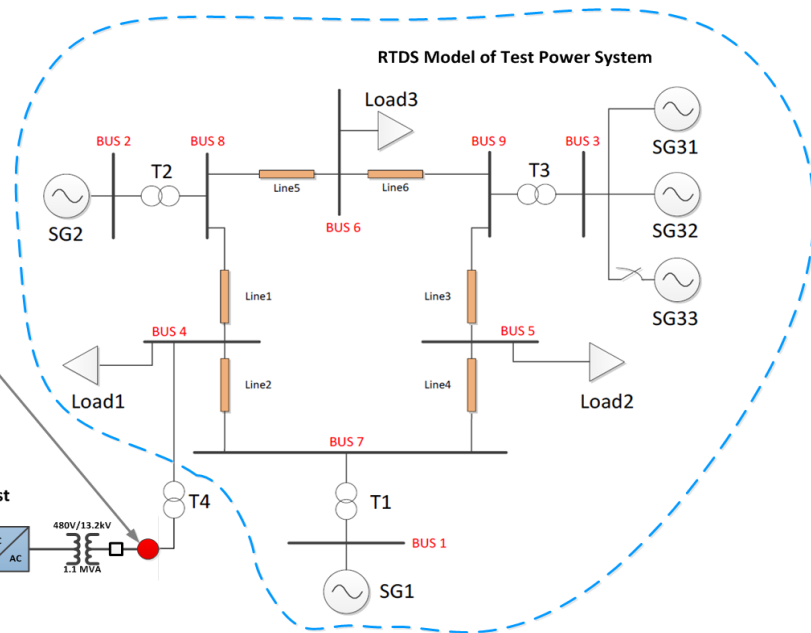 RTDS Model of Test Power System
Load3
BUS 2
BUS 8
BUS 9
BUS 3
T2
T3
SG31
Line5
Line6
SG2
BUS 6
SG32
Line1
Line3
SG33
BUS 4
BUS 5
Load1
Line2
Line4
Load2
BUS 7
T4
T1
480V/13.2kV
AC
1.1 MVA
BUS 1
SG1